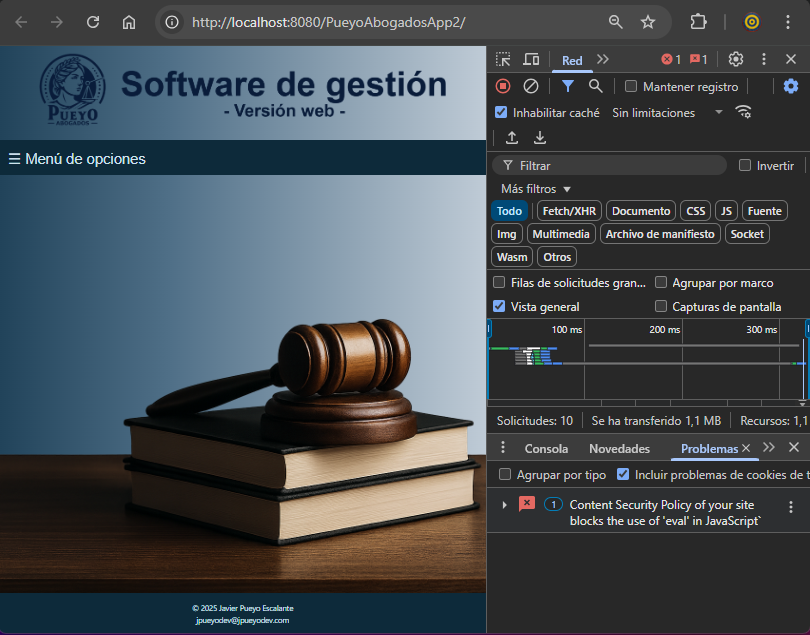 http://localhost:8080/PueyoAbogadosApp2/
PUEYO
ABOGADOS
Software de gestión
- Versión web -
☰ Menú de opciones
© 2025 Javier Pueyo Escalante
jpueyodev@jpueyodev.com
Red
1
1
Mantener registro
Inhabilitar caché
Sin limitaciones
Filtrar
Invertir
Más filtros
Todo
Fetch/XHR
Documento
CSS
JS
Fuente
Img
Multimedia
Archivo de manifiesto
Socket
Wasm
Otros
Filas de solicitudes gran...
Agrupar por marco
Vista general
Capturas de pantalla
100 ms
200 ms
300 ms
Solicitudes: 10
Se ha transferido 1,1 MB
Recursos: 1,1
Consola
Novedades
Problemas
Agrupar por tipo
Incluir problemas de cookies de t
1
Content Security Policy of your site
blocks the use of 'eval' in JavaScript`